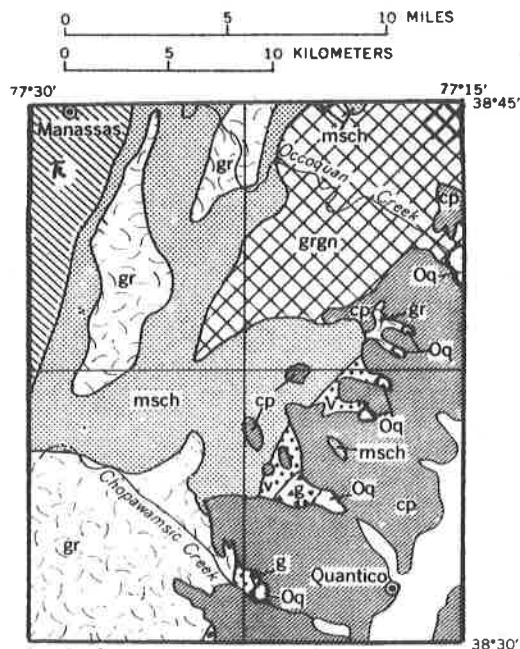 0 5 10 MILES
0 5 10 KILOMETERS
77°30' 77°15'
38°45'
Manassas
msch
Occoquan Creek
gr
cp
grgn
Oq
gr
cp gr
Oq
msch
cp
v
Oq
msch
v g Oq
cp
Chopawamsic Creek
gr
g
Quantico
Oq
38°30'